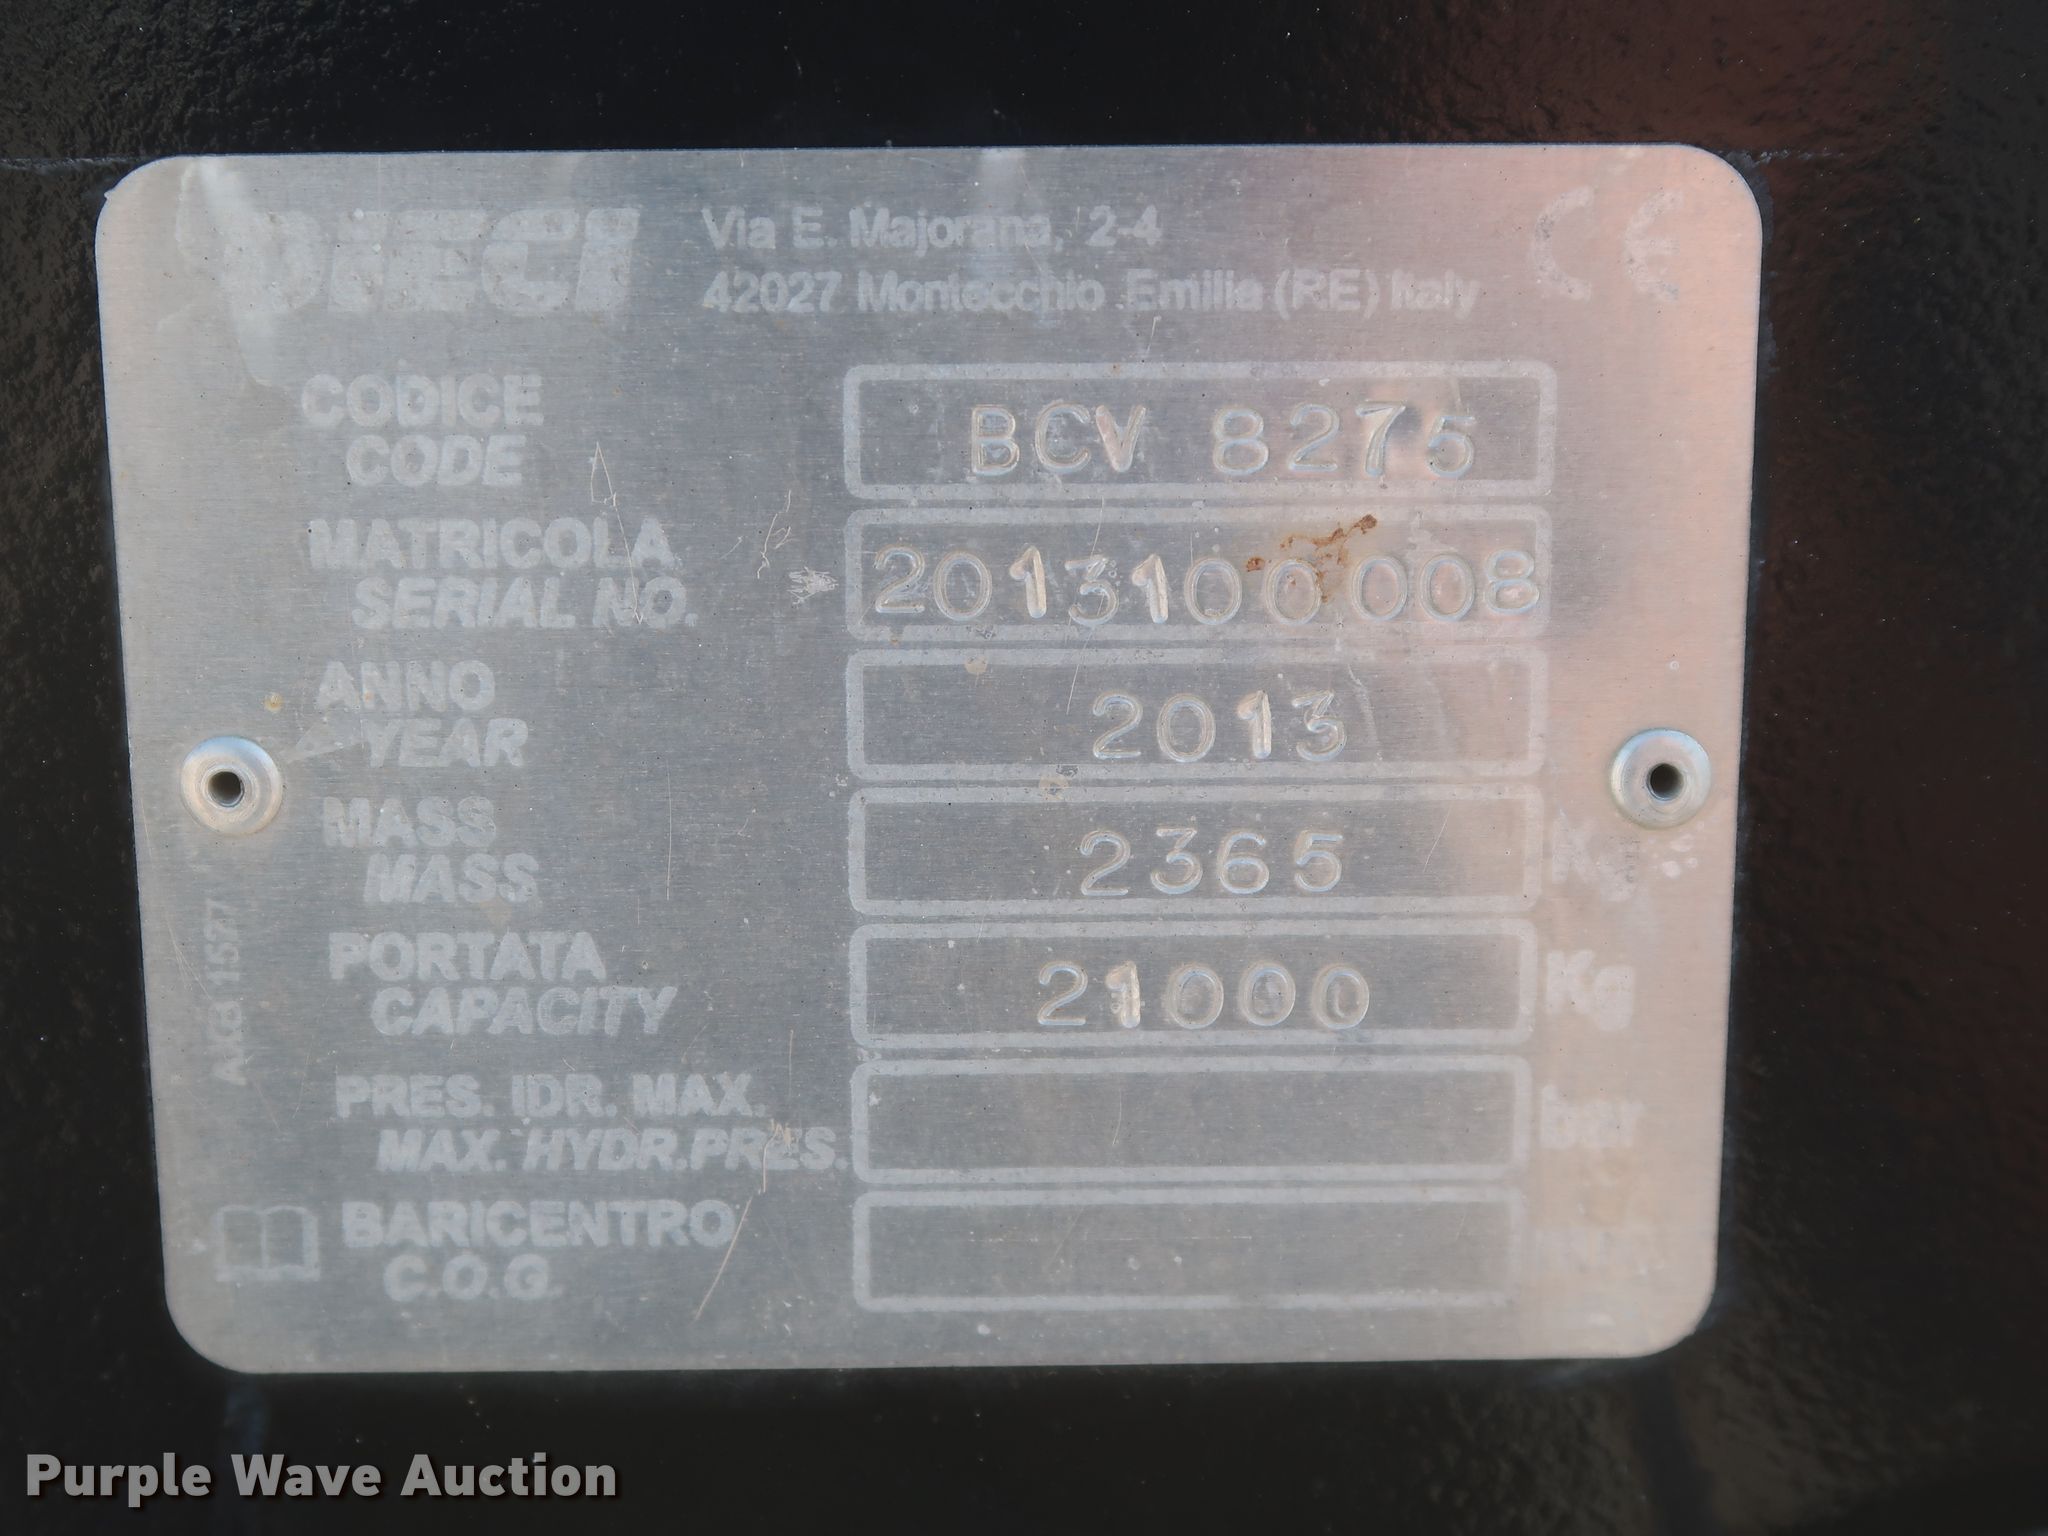 DIECI
Via E. Majorana, 2-4
42027 Montecchio Emilia (RE) Italy
CE
CODICE
CODE
BCV 8275
MATRICOLA
SERIAL NO.
2013100008
ANNO
YEAR
2013
MASS
MASS
2365
Kg
PORTATA
CAPACITY
21000
Kg
PRES. IDR. MAX.
MAX. HYDR.PRES.
bar
BARICENTRO
C.O.G.
Purple Wave Auction